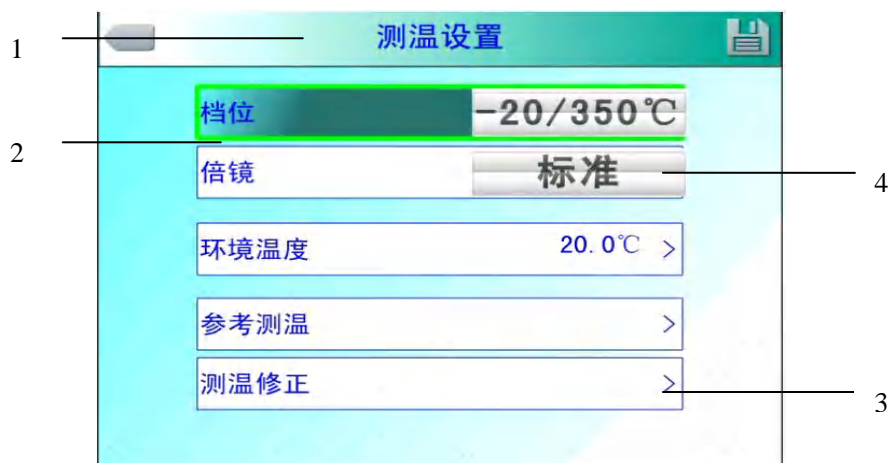 1
测温设置
档位 -20/350℃
2
倍镜 标准
4
环境温度 20.0℃ >
参考测温 >
测温修正 >
3